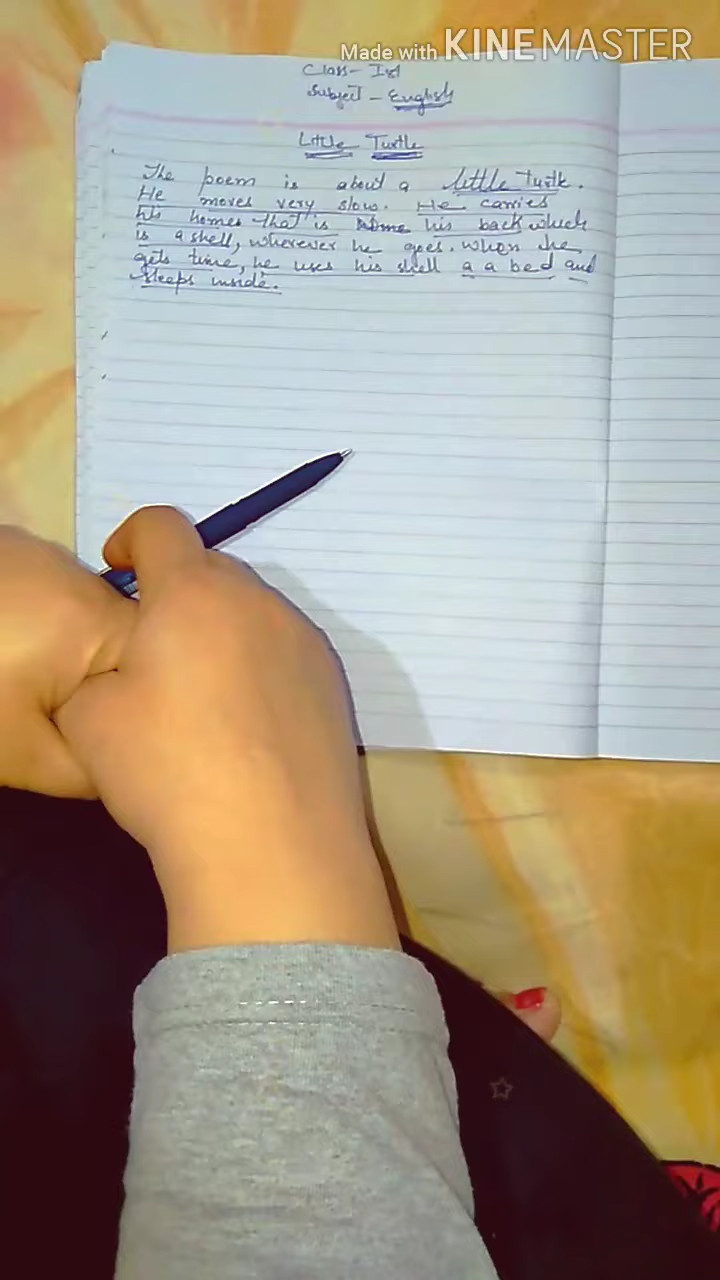 Made with KINEMASTER
Class- Ist
Subject - English
Little Turtle
The poem is about a little Turtle.
He moves very slow. He carries
his homes that is home his back which
is a shell, wherever he goes. when he
gets time, he uses his shell a a bed and
sleeps inside.